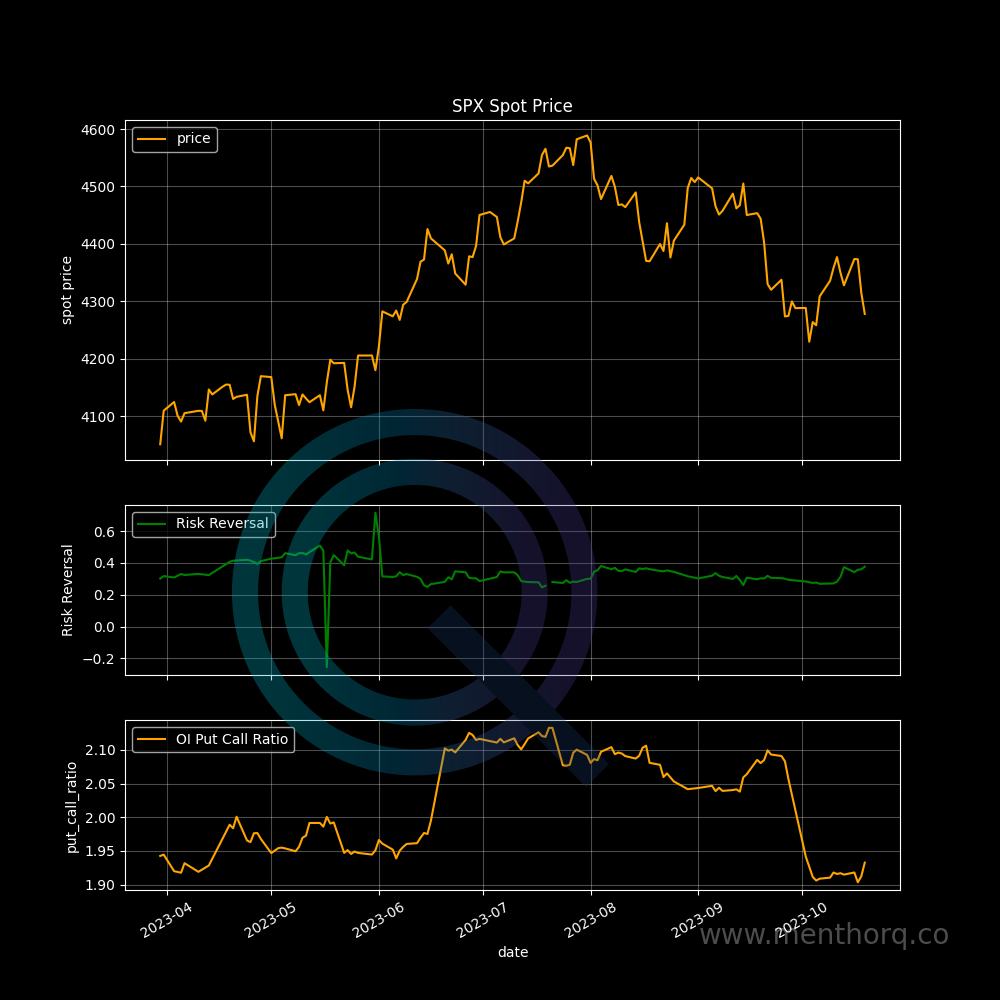 SPX Spot Price
price
4600
4500
4400
4300
4200
4100
spot price
Risk Reversal
0.6
0.4
0.2
0.0
−0.2
Risk Reversal
OI Put Call Ratio
2.10
2.05
2.00
1.95
1.90
put_call_ratio
2023-04 2023-05 2023-06 2023-07 2023-08 2023-09 2023-10
date
www.menthorq.co